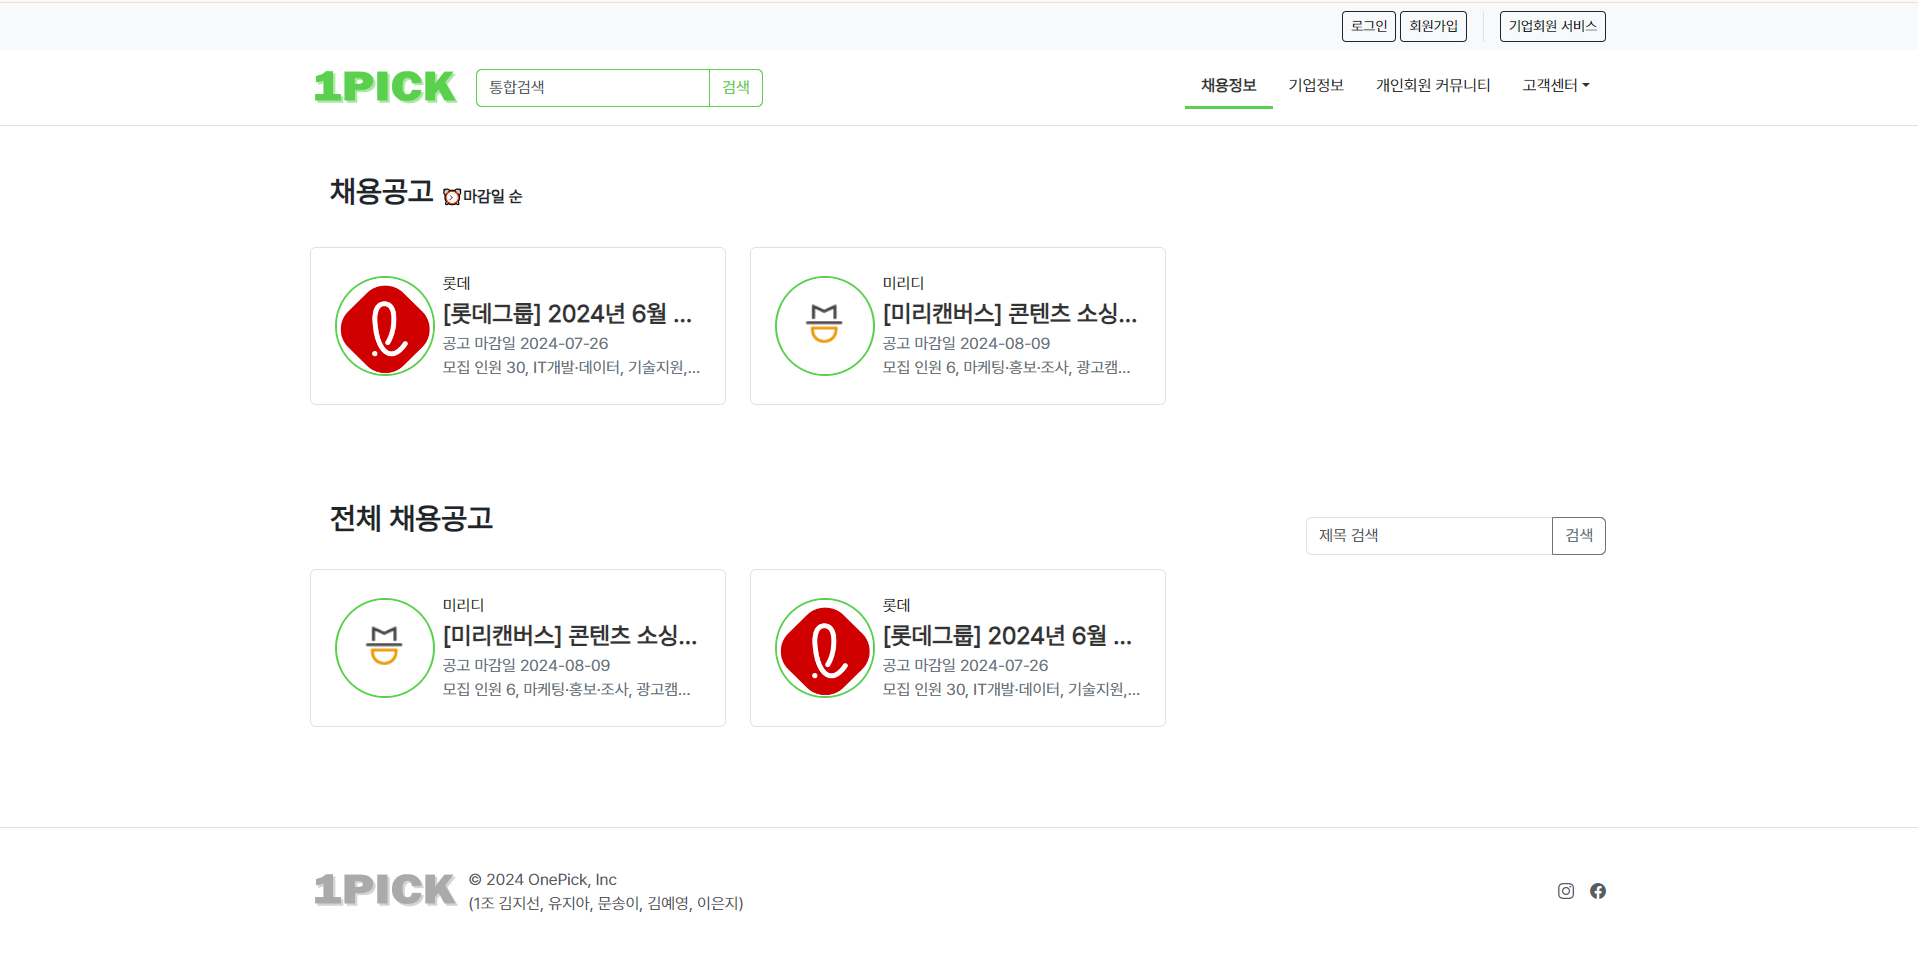 로그인 회원가입 기업회원 서비스
1PICK 통합검색 검색 채용정보 기업정보 개인회원 커뮤니티 고객센터
채용공고 ⏰마감일 순
롯데
[롯데그룹] 2024년 6월 ...
공고 마감일 2024-07-26
모집 인원 30, IT개발·데이터, 기술지원,...
미리디
[미리캔버스] 콘텐츠 소싱...
공고 마감일 2024-08-09
모집 인원 6, 마케팅·홍보·조사, 광고캠...
전체 채용공고
제목 검색 검색
미리디
[미리캔버스] 콘텐츠 소싱...
공고 마감일 2024-08-09
모집 인원 6, 마케팅·홍보·조사, 광고캠...
롯데
[롯데그룹] 2024년 6월 ...
공고 마감일 2024-07-26
모집 인원 30, IT개발·데이터, 기술지원,...
1PICK
© 2024 OnePick, Inc
(1조 김지선, 유지아, 문송이, 김예영, 이은지)